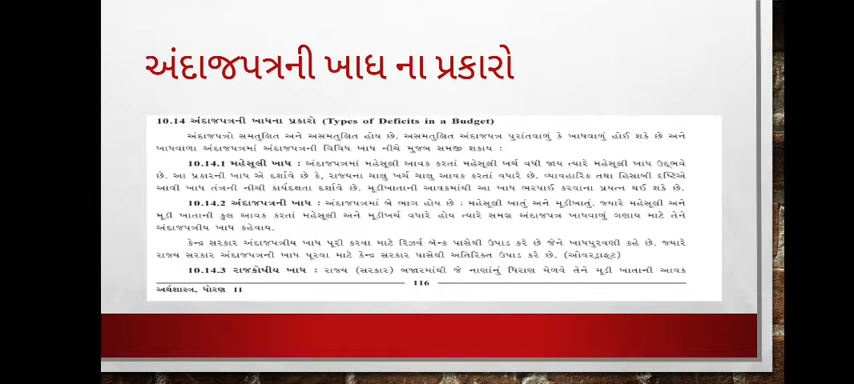 અંદાજપત્રની ખાધ ના પ્રકારો
10.14 અંદાજપત્રની ખાધના પ્રકારો (Types of Deficits in a Budget)
અંદાજપત્રો સમતુલિત અને અસમતુલિત હોય છે. અસમતુલિત અંદાજપત્ર પુરાંતવાળું કે ખાધવાળું હોઈ શકે છે અને
ખાધવાળા અંદાજપત્રમાં અંદાજપત્રની વિવિધ ખાધ નીચે મુજબ સમજી શકાય :
10.14.1 મહેસૂલી ખાધ : અંદાજપત્રમાં મહેસૂલી આવક કરતાં મહેસૂલી ખર્ચ વધી જાય ત્યારે મહેસૂલી ખાધ ઉદ્ભવે
છે. આ પ્રકારની ખાધ એ દર્શાવે છે કે, રાજ્યના ચાલુ ખર્ચ ચાલુ આવક કરતાં વધારે છે. વ્યાવહારિક તથા હિસાબી દૃષ્ટિએ
આવી ખાધ તંત્રની નીચી કાર્યદક્ષતા દર્શાવે છે. મૂડીખાતાની આવકમાંથી આ ખાધ ભરપાઈ કરવાના પ્રયત્ન થઈ શકે છે.
10.14.2 અંદાજપત્રની ખાધ : અંદાજપત્રમાં બે ભાગ હોય છે : મહેસૂલી ખાતું અને મૂડીખાતું. જ્યારે મહેસૂલી અને
મૂડી ખાતાની કુલ આવક કરતાં મહેસૂલી અને મૂડીખર્ચ વધારે હોય ત્યારે સમગ્ર અંદાજપત્ર ખાધવાળું ગણાય માટે તેને
અંદાજપત્રીય ખાધ કહેવાય.
કેન્દ્ર સરકાર અંદાજપત્રીય ખાધ પૂરી કરવા માટે રિઝર્વ બૅન્ક પાસેથી ઉપાડ કરે છે જેને ખાધપુરવણી કહે છે. જ્યારે
રાજ્ય સરકાર અંદાજપત્રની ખાધ પૂરવા માટે કેન્દ્ર સરકાર પાસેથી અતિરિક્ત ઉપાડ કરે છે. (ઓવરડ્રાફ્ટ)
10.14.3 રાજકોષીય ખાધ : રાજ્ય (સરકાર) બજારમાંથી જે નાણાંનું ધિરાણ મેળવે તેને મૂડી ખાતાની આવક
116
અર્થશાસ્ત્ર, ધોરણ 11